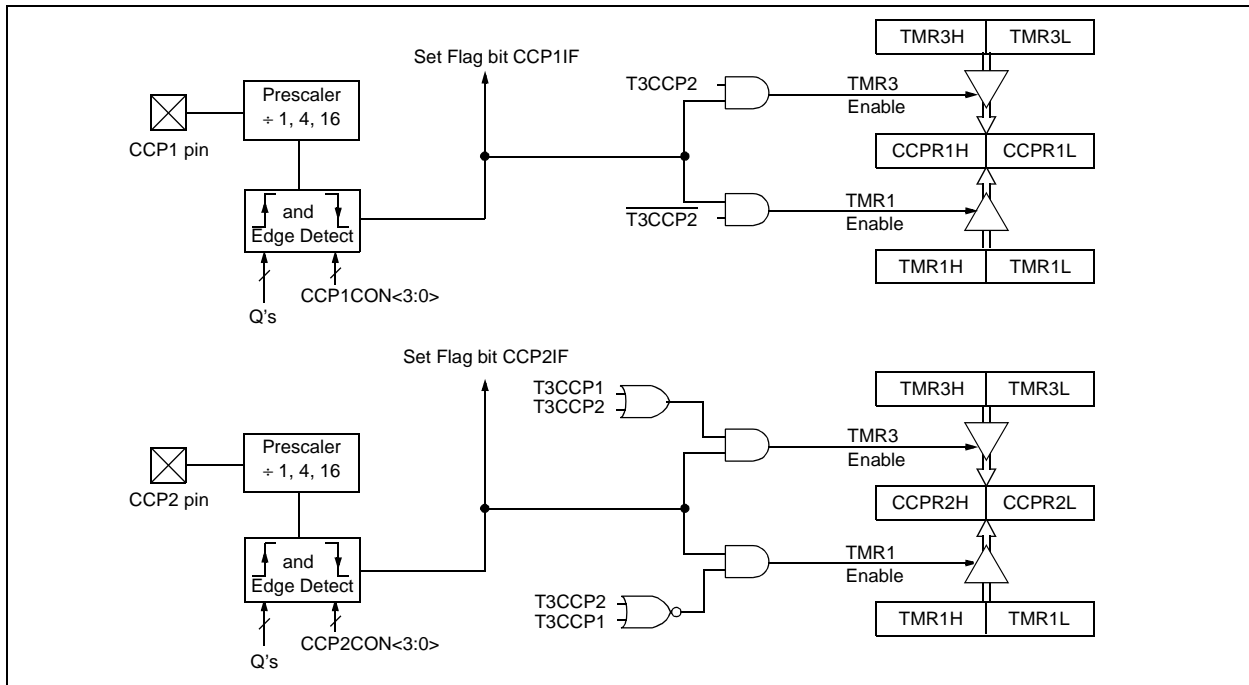 TMR3H TMR3L
Set Flag bit CCP1IF
T3CCP2
TMR3
Enable
Prescaler
÷ 1, 4, 16
CCP1 pin
CCPR1H CCPR1L
and
Edge Detect
T3CCP2
TMR1
Enable
TMR1H TMR1L
CCP1CON<3:0>
Q's
Set Flag bit CCP2IF
TMR3H TMR3L
T3CCP1
T3CCP2
TMR3
Enable
Prescaler
÷ 1, 4, 16
CCP2 pin
CCPR2H CCPR2L
and
Edge Detect
TMR1
Enable
T3CCP2
T3CCP1
TMR1H TMR1L
CCP2CON<3:0>
Q's